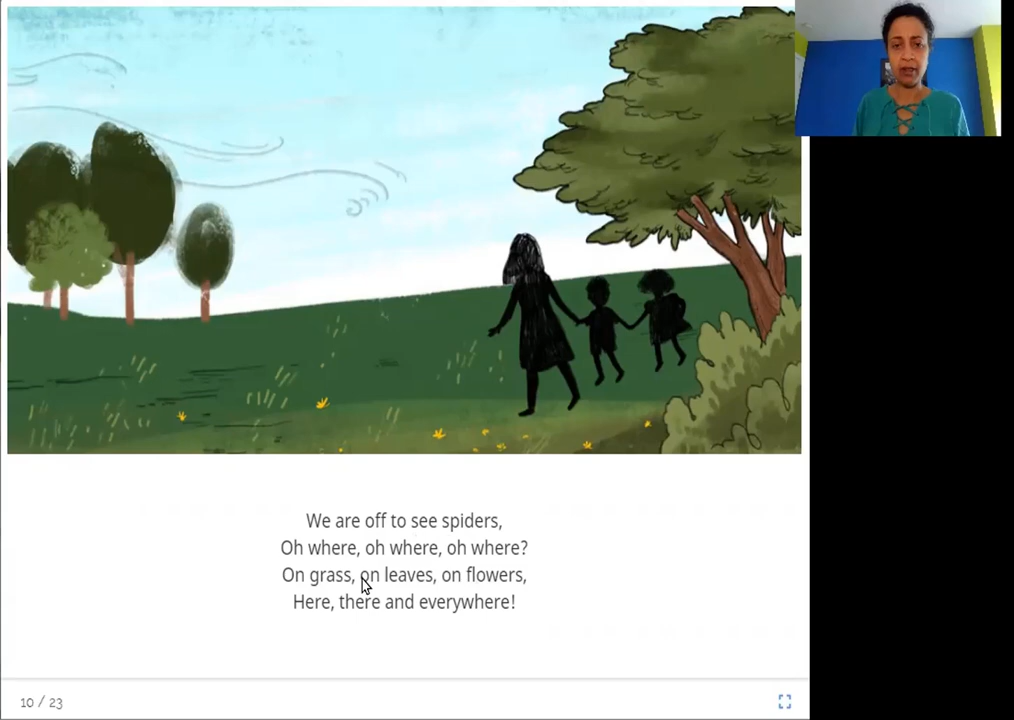 We are off to see spiders,
Oh where, oh where, oh where?
On grass, on leaves, on flowers,
Here, there and everywhere!
10 / 23